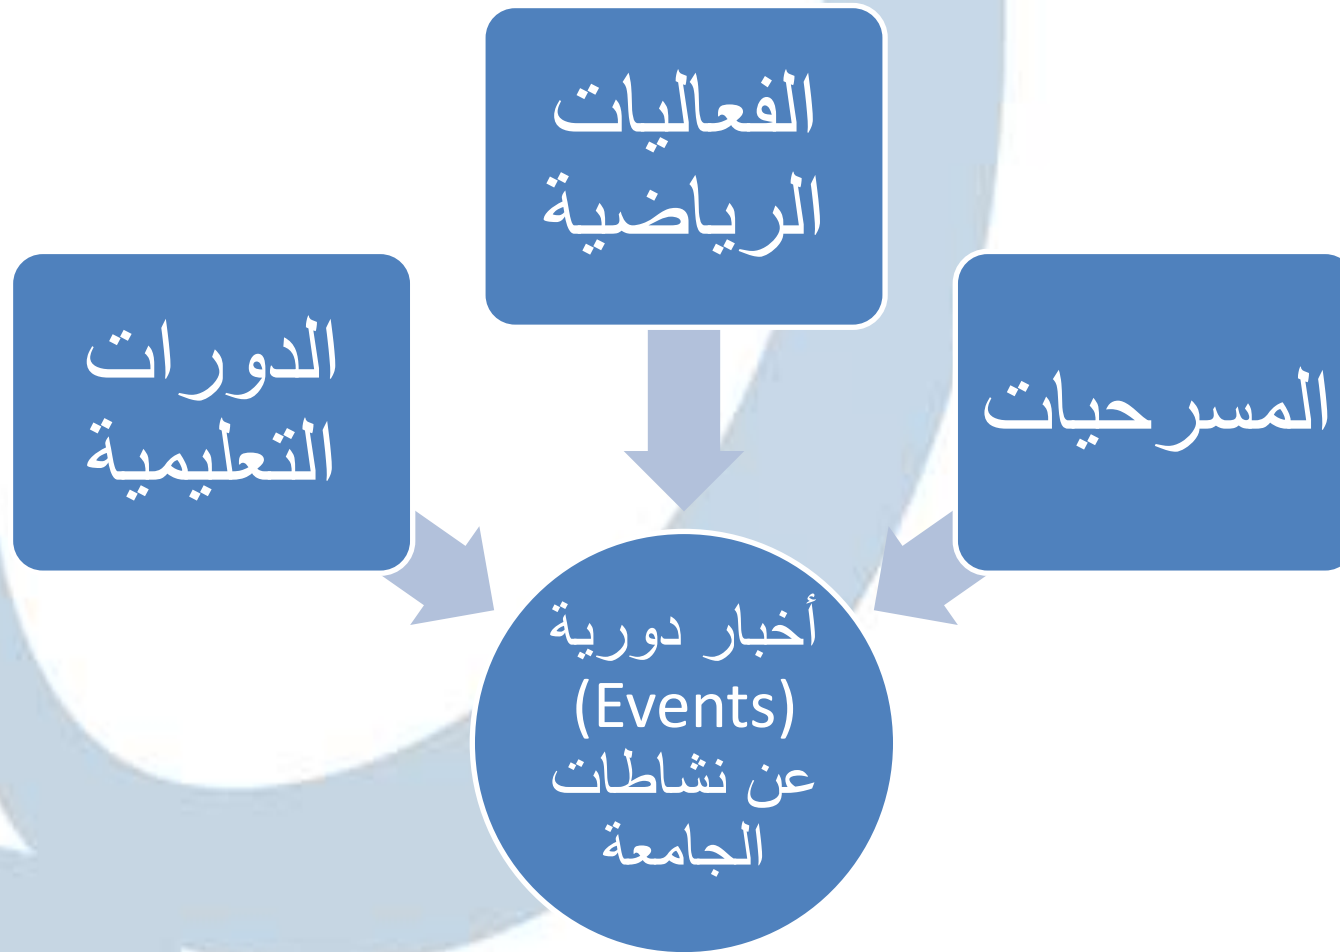 الفعاليات
الرياضية
المسرحيات
الدورات
التعليمية
أخبار دورية
(Events)
عن نشاطات
الجامعة